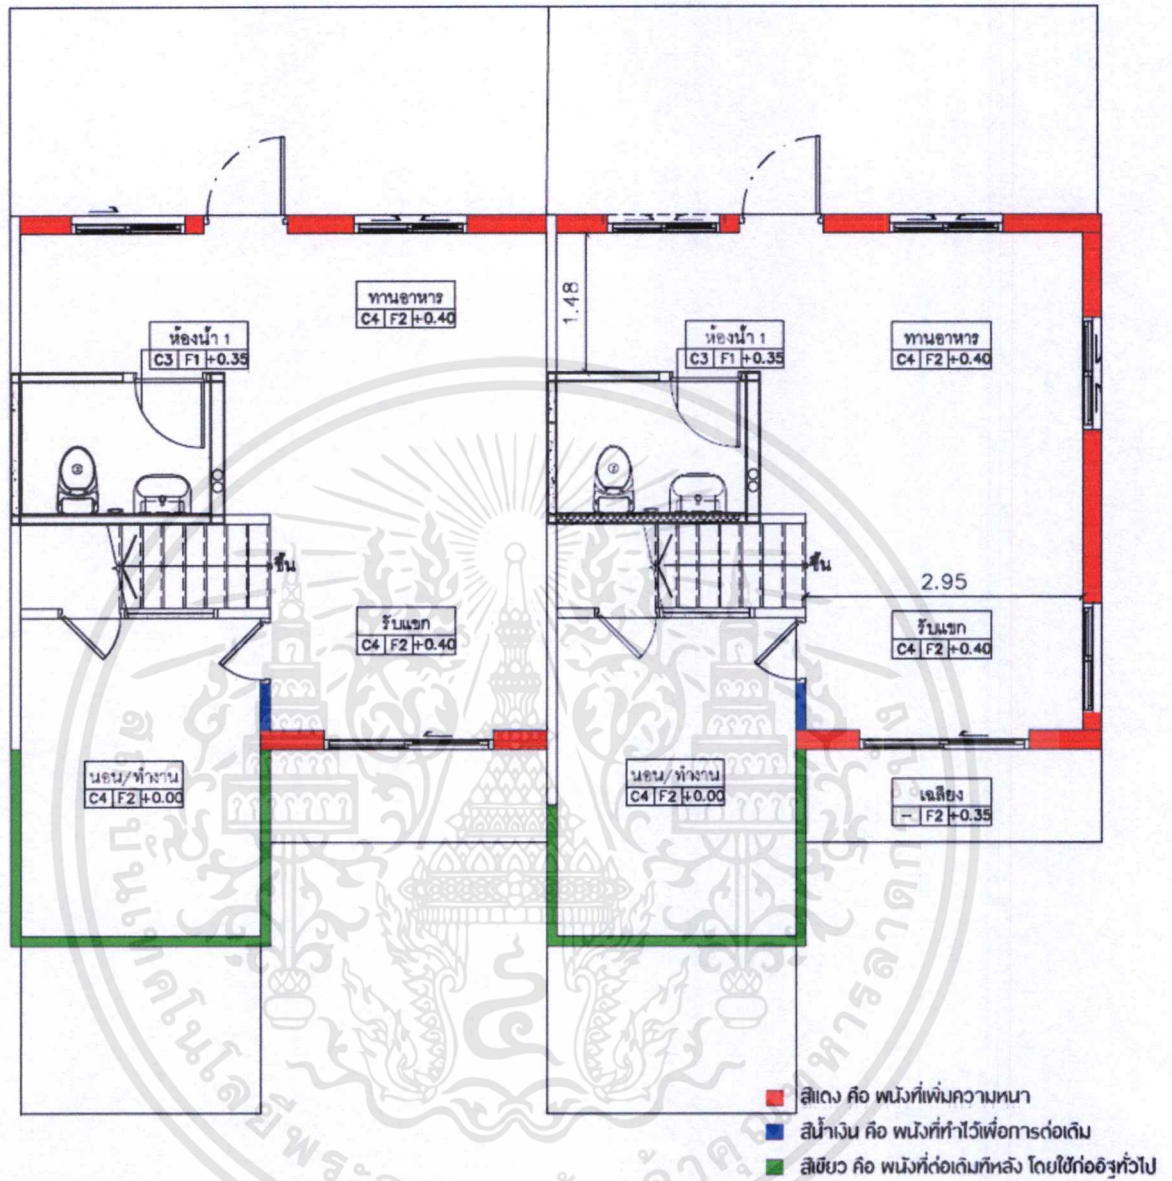 ทานอาหาร
C4 F2 +0.40
ห้องน้ำ 1
C3 F1 +0.35
1.48
ห้องน้ำ 1
C3 F1 +0.35
ทานอาหาร
C4 F2 +0.40
ขึ้น
ขึ้น
2.95
รับแขก
C4 F2 +0.40
รับแขก
C4 F2 +0.40
นอน/ทำงาน
C4 F2 +0.00
นอน/ทำงาน
C4 F2 +0.00
เฉลียง
- F2 +0.35
สีแดง คือ พนังที่เพิ่มความหนา
สีน้ำเงิน คือ พนังที่ทำไว้เพื่อการต่อเติม
สีเขียว คือ พนังที่ต่อเติมทีหลัง โดยใช้ก่ออิฐทั่วไป